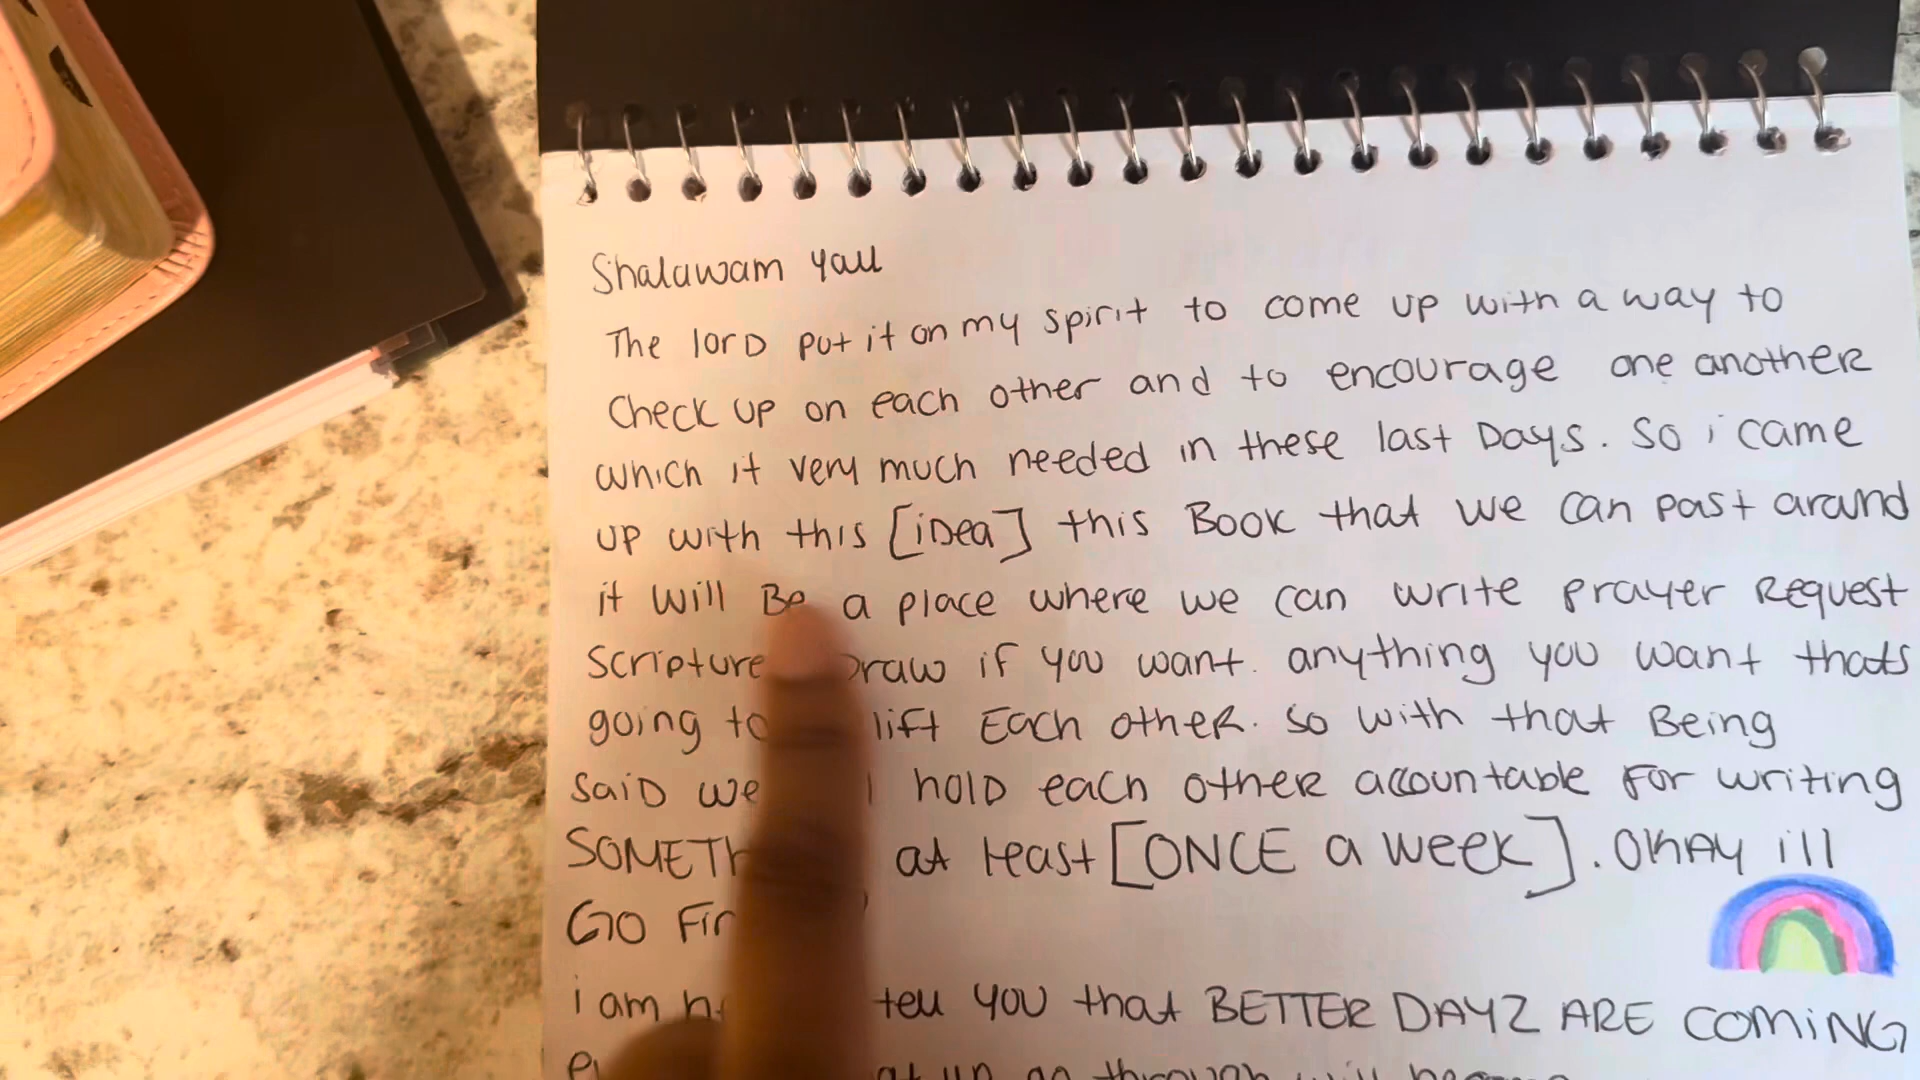 Shalawam yall
The lorD put it on my spirit to come up with a way to
Check up on each other and to encourage one another
which it very much needed in these last Days. So i came
up with this [iDea] this Book that we can past around
it will Be a place where we can write prayer Request
Scripture Draw if you want. anything you want thats
going to lift Each other. so with that Being
saiD we hold each other accountable for writing
at least [ONCE a week]. OKAY ill
GO
i am tell YOU that BETTER DAYZ ARE COMING